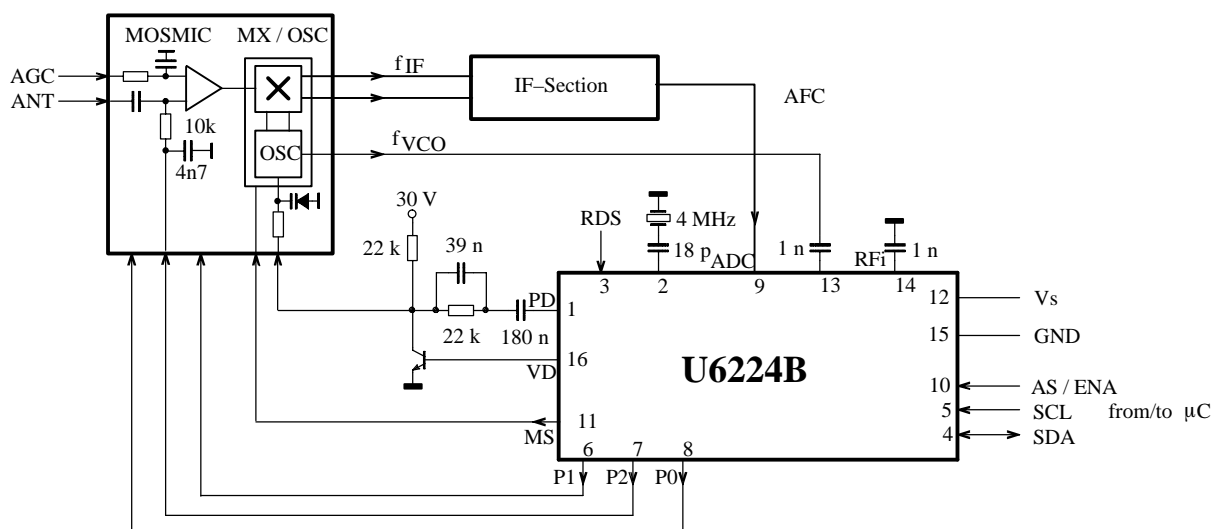 MOSMIC
MX / OSC
AGC
ANT
f IF
IF–Section
AFC
10k
4n7
OSC
f VCO
30 V
22 k
39 n
RDS
4 MHz
18 p
ADC
1 n
RFi
1 n
3
2
9
13
14
PD
1
12
Vs
22 k
180 n
15
GND
VD
16
U6224B
10
AS / ENA
5
SCL
from/to µC
MS
11
4
SDA
6
7
8
P1
P2
P0